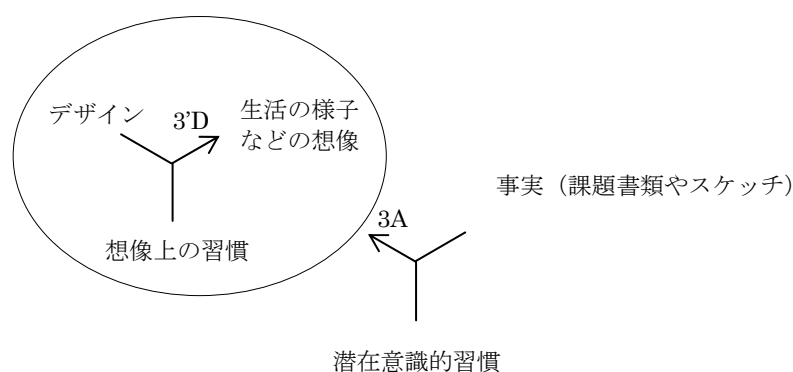 デザイン
3’D
生活の様子
などの想像
想像上の習慣
事実（課題書類やスケッチ）
3A
潜在意識的習慣